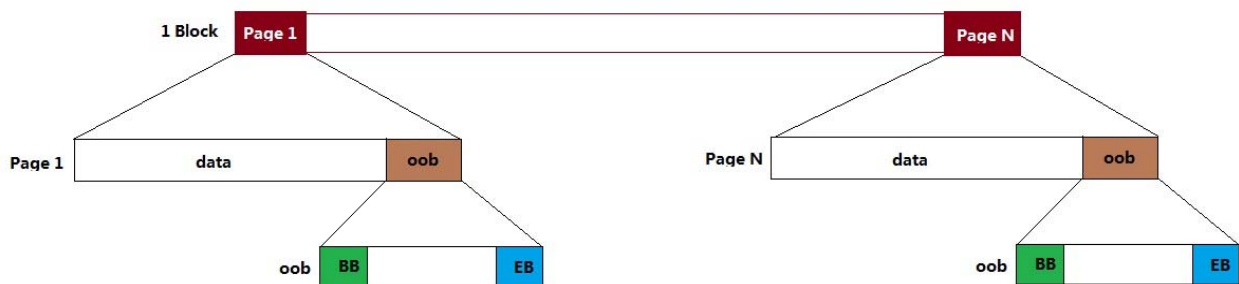 1 Block Page 1 Page N
Page 1 data oob Page N data oob
oob BB EB oob BB EB